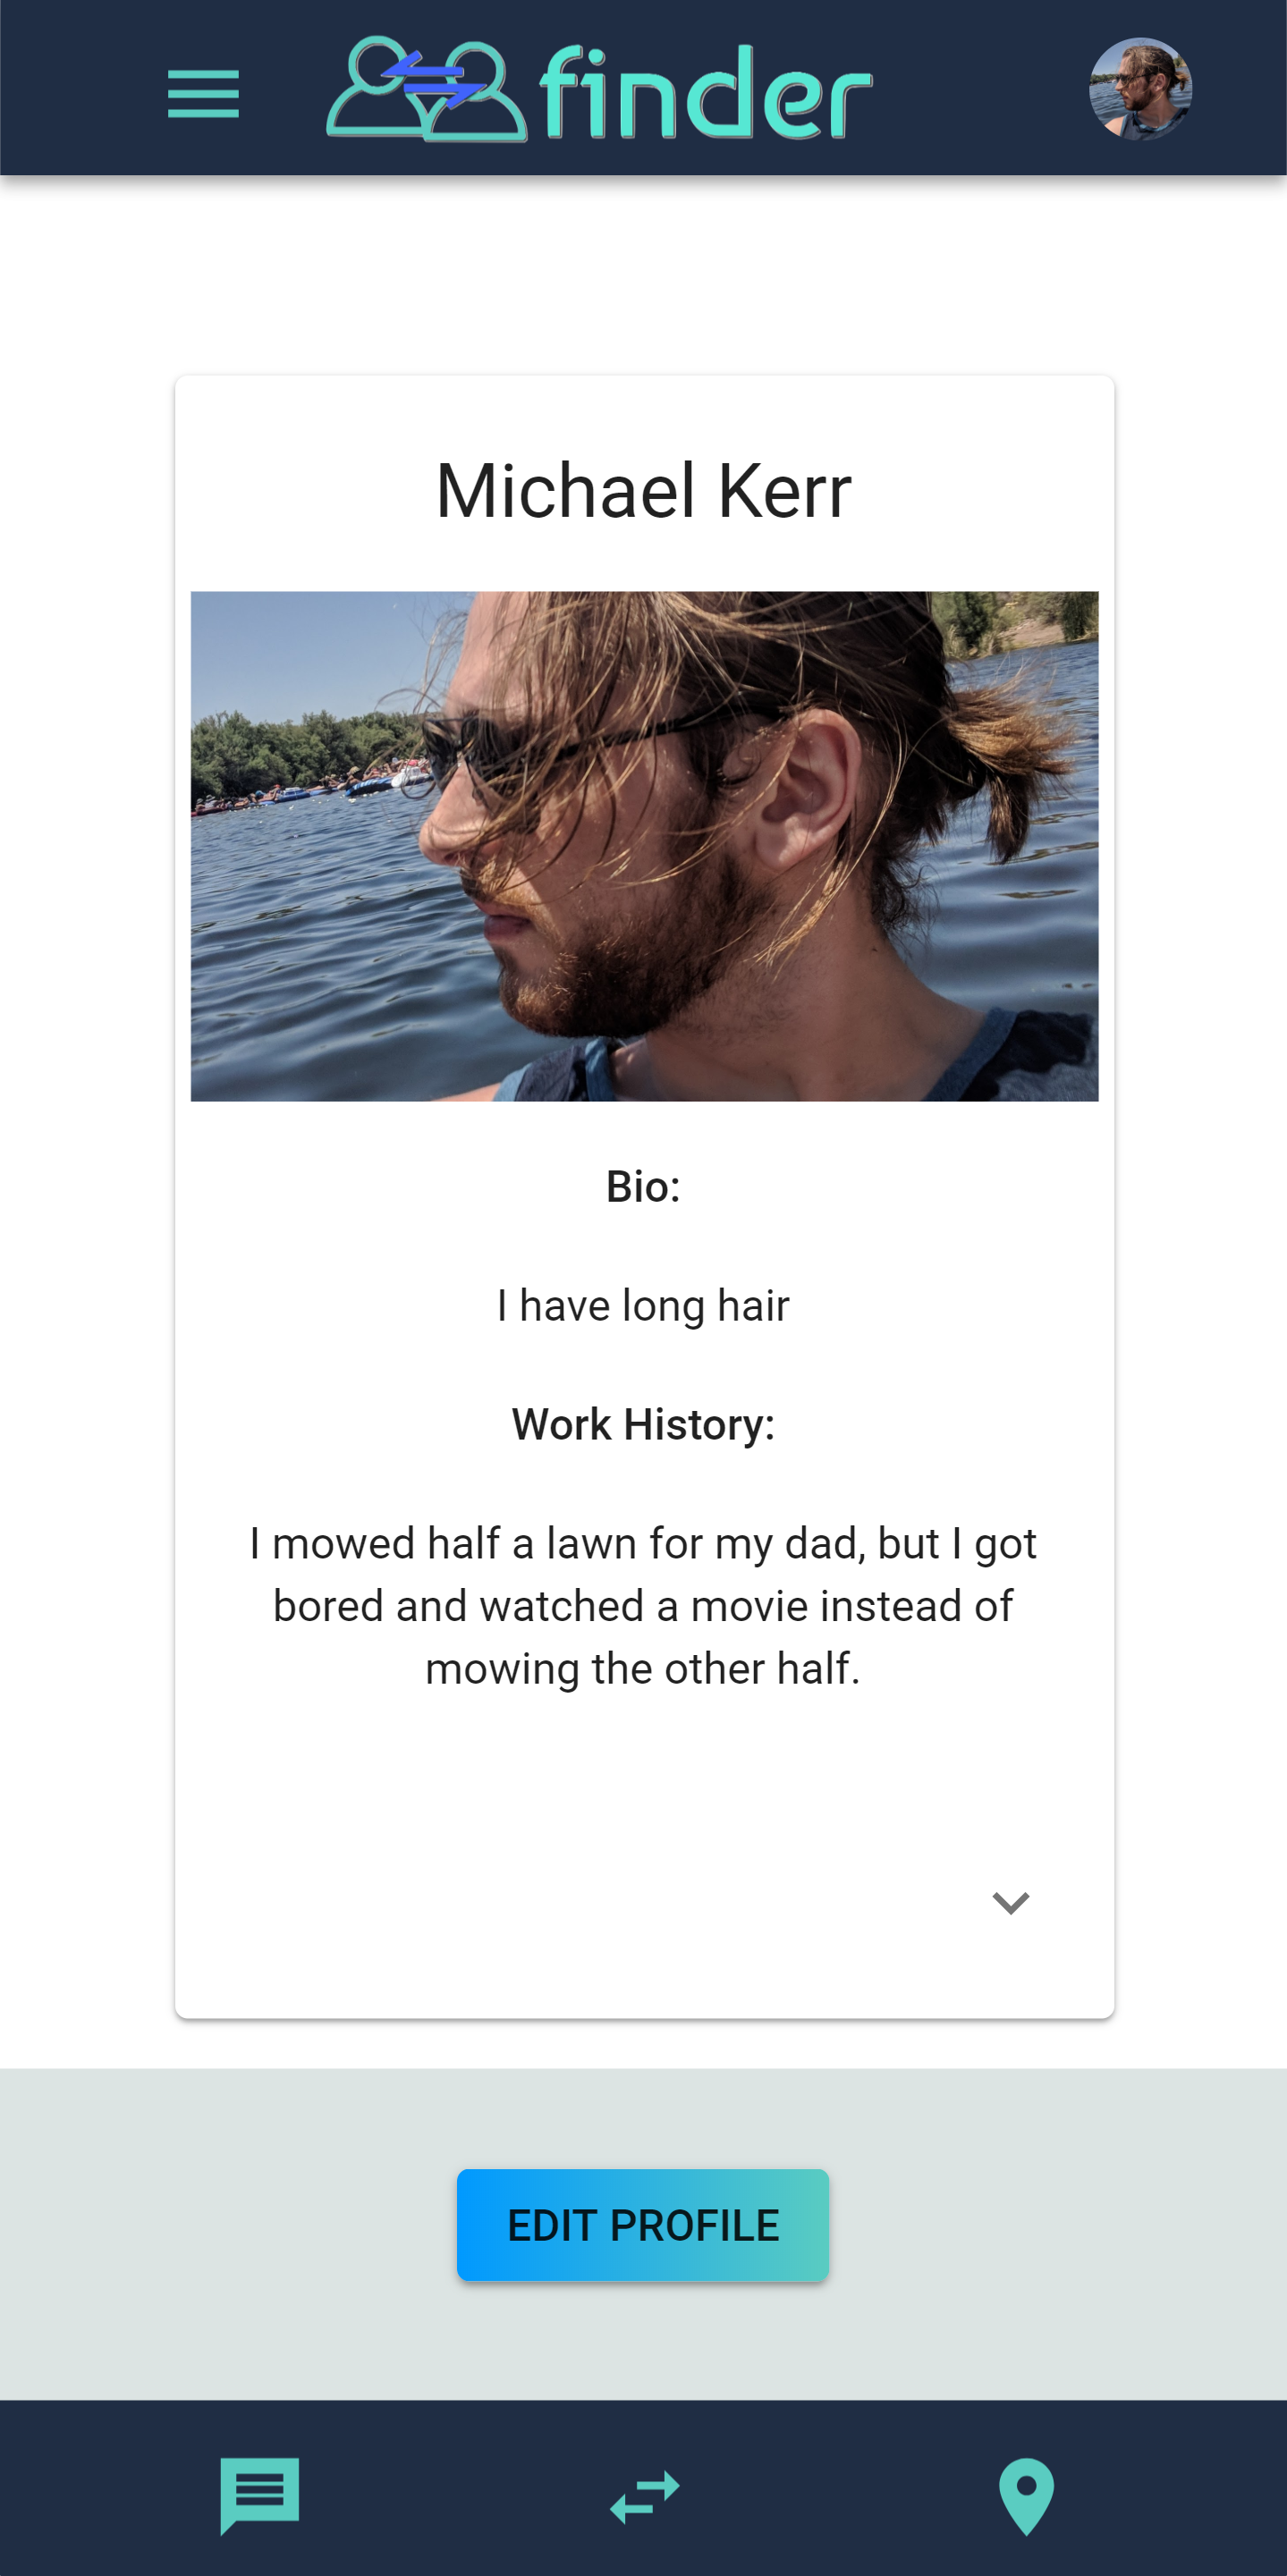 finder
Michael Kerr
Bio:
I have long hair
Work History:
I mowed half a lawn for my dad, but I got
bored and watched a movie instead of
mowing the other half.
EDIT PROFILE